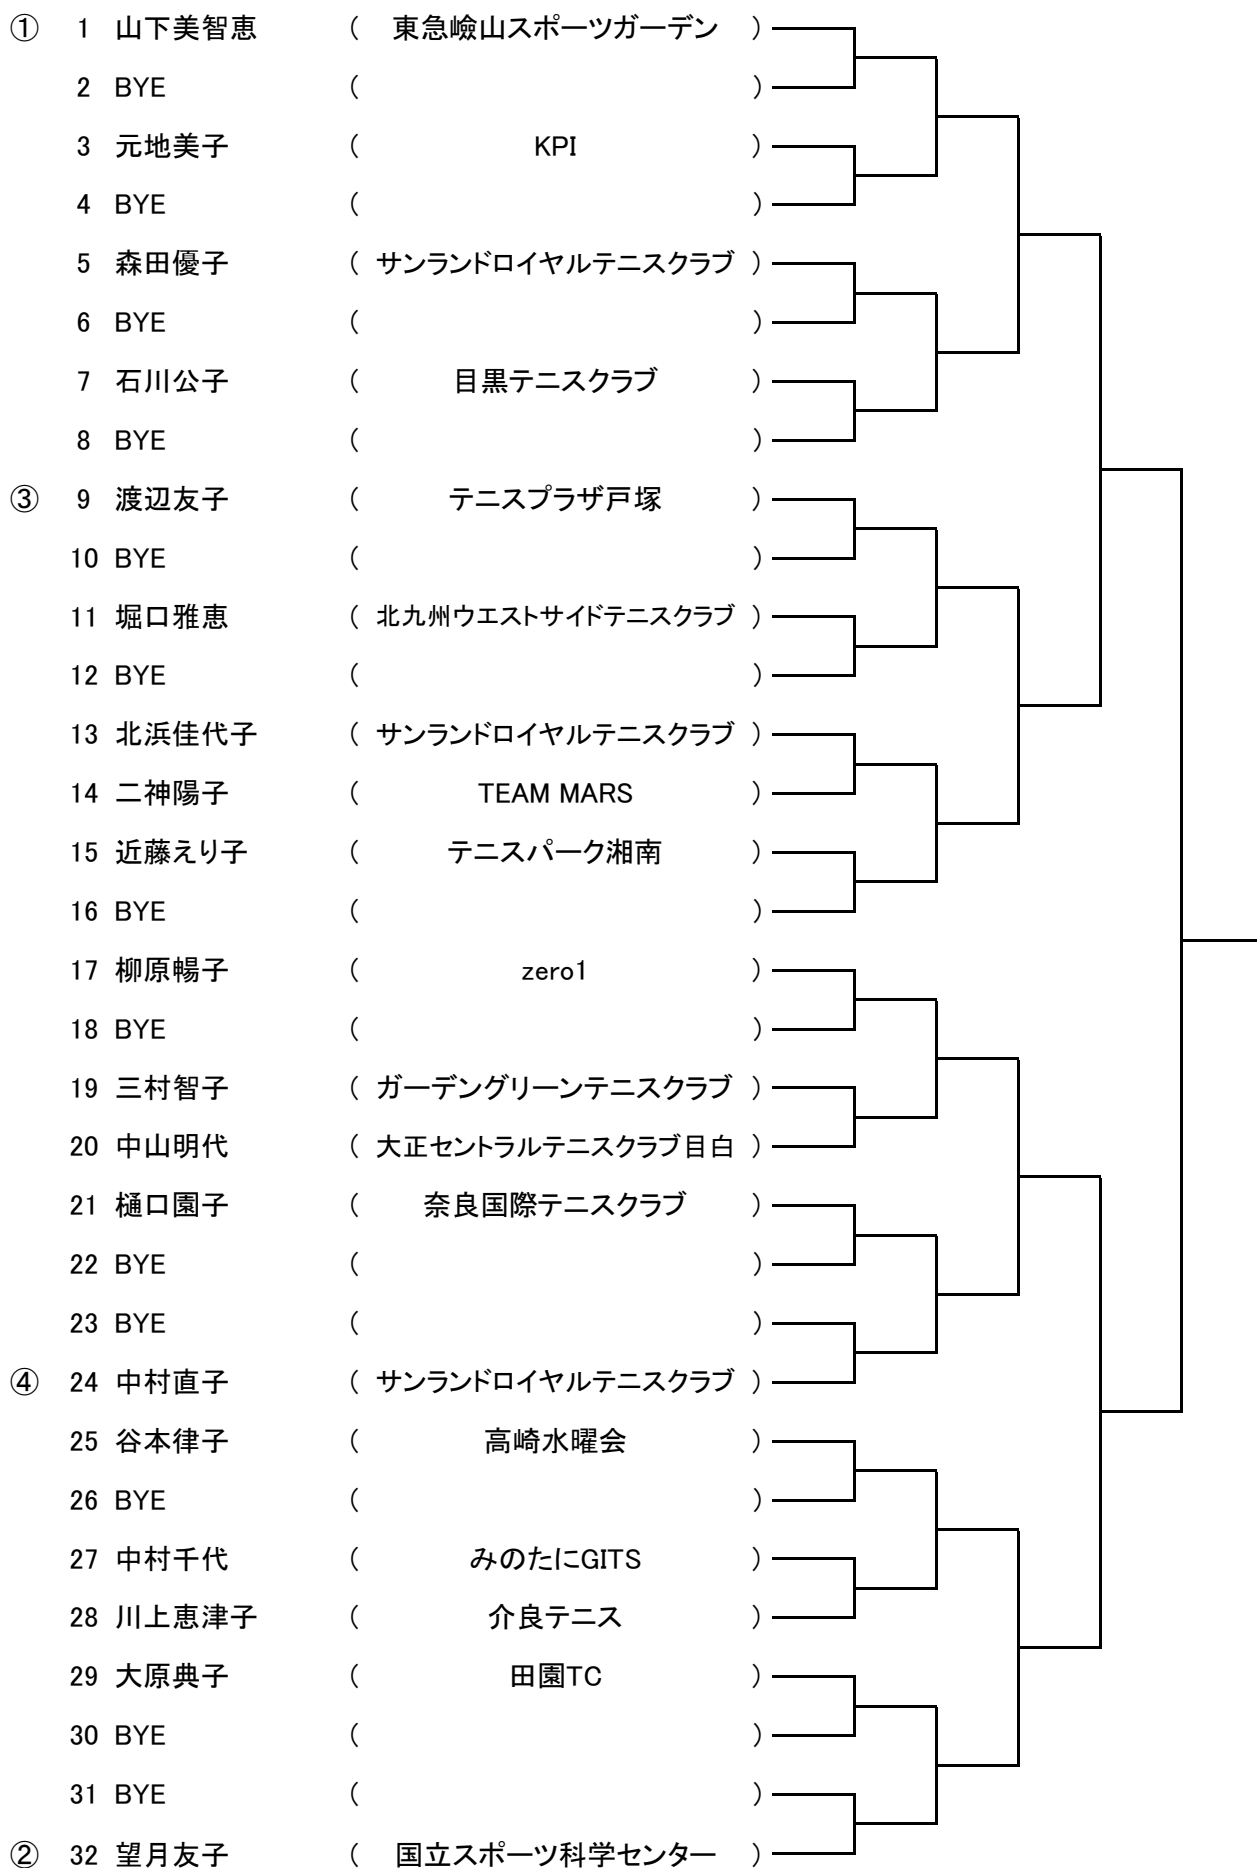 ① 1 山下美智恵 ( 東急嶮山スポーツガーデン )
2 BYE ( )
3 元地美子 ( KPI )
4 BYE ( )
5 森田優子 ( サンランドロイヤルテニスクラブ )
6 BYE ( )
7 石川公子 ( 目黒テニスクラブ )
8 BYE ( )
③ 9 渡辺友子 ( テニスプラザ戸塚 )
10 BYE ( )
11 堀口雅恵 ( 北九州ウエストサイドテニスクラブ )
12 BYE ( )
13 北浜佳代子 ( サンランドロイヤルテニスクラブ )
14 二神陽子 ( TEAM MARS )
15 近藤えり子 ( テニスパーク湘南 )
16 BYE ( )
17 柳原暢子 ( zero1 )
18 BYE ( )
19 三村智子 ( ガーデングリーンテニスクラブ )
20 中山明代 ( 大正セントラルテニスクラブ目白 )
21 樋口園子 ( 奈良国際テニスクラブ )
22 BYE ( )
23 BYE ( )
④ 24 中村直子 ( サンランドロイヤルテニスクラブ )
25 谷本律子 ( 高崎水曜会 )
26 BYE ( )
27 中村千代 ( みのたにGITS )
28 川上恵津子 ( 介良テニス )
29 大原典子 ( 田園TC )
30 BYE ( )
31 BYE ( )
② 32 望月友子 ( 国立スポーツ科学センター )